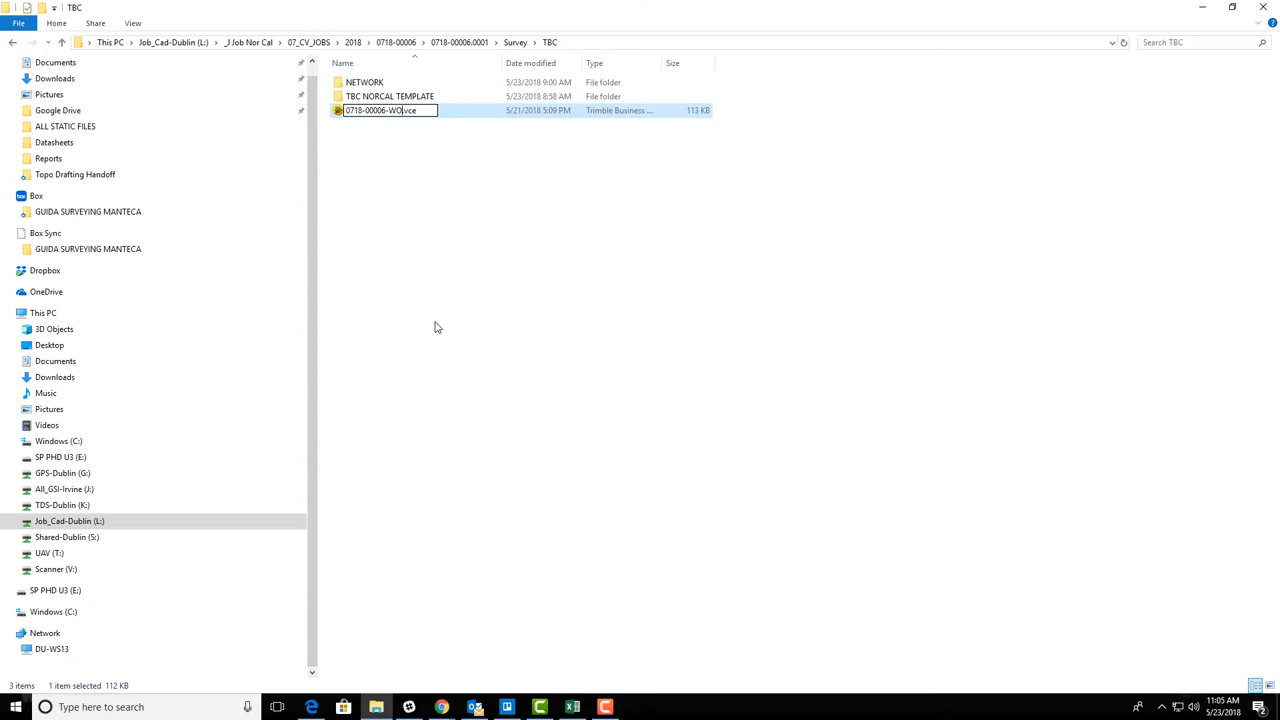 TBC
File Home Share View
This PC Job_Cad-Dublin (L:) _J Job Nor Cal 07_CV_JOBS 2018 0718-00006 0718-00006.0001 Survey TBC
Search TBC
Name Date modified Type Size
NETWORK 5/23/2018 9:00 AM File folder
TBC NORCAL TEMPLATE 5/23/2018 8:58 AM File folder
0718-00006-WO.vce 5/21/2018 5:09 PM Trimble Business ... 113 KB
Documents
Downloads
Pictures
Google Drive
ALL STATIC FILES
Datasheets
Reports
Topo Drafting Handoff
Box
GUIDA SURVEYING MANTECA
Box Sync
GUIDA SURVEYING MANTECA
Dropbox
OneDrive
This PC
3D Objects
Desktop
Documents
Downloads
Music
Pictures
Videos
Windows (C:)
SP PHD U3 (E:)
GPS-Dublin (G:)
All_GSI-Irvine (J:)
TDS-Dublin (K:)
Job_Cad-Dublin (L:)
Shared-Dublin (S:)
UAV (T:)
Scanner (V:)
SP PHD U3 (E:)
Windows (C:)
Network
DU-WS13
3 items 1 item selected 112 KB
Type here to search
11:05 AM
5/23/2018